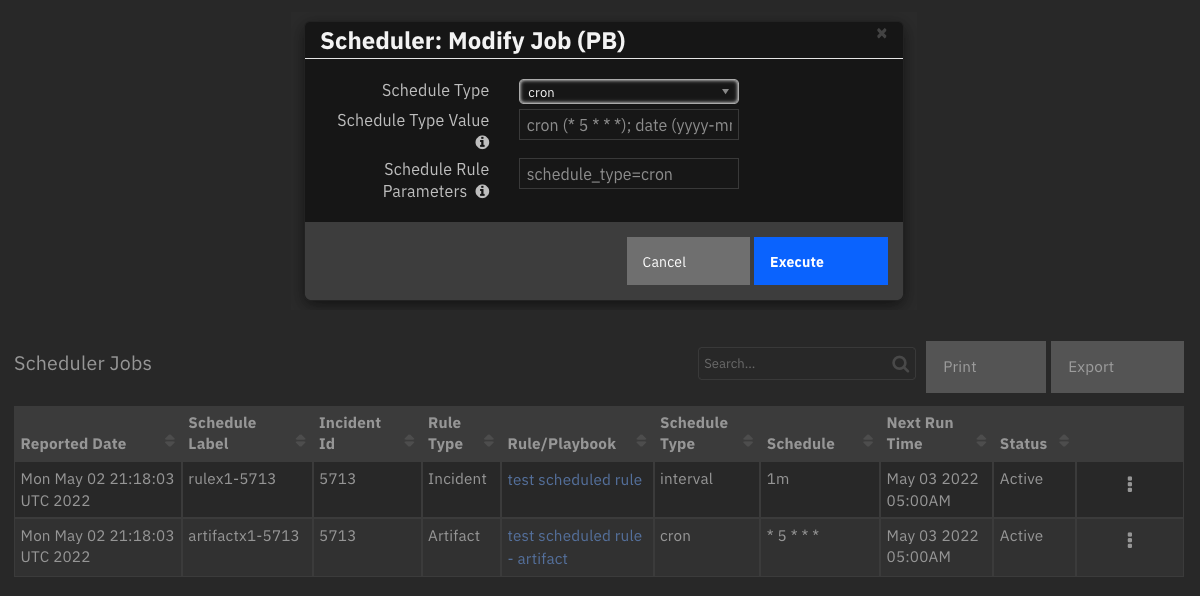 Scheduler: Modify Job (PB)
Schedule Type
cron
Schedule Type Value
cron (* 5 * * *); date (yyyy-mr
Schedule Rule
Parameters
schedule_type=cron
Cancel
Execute
Scheduler Jobs
Search...
Print
Export
Reported Date
Schedule
Label
Incident
Id
Rule
Type
Rule/Playbook
Schedule
Type
Schedule
Next Run
Time
Status
Mon May 02 21:18:03
UTC 2022
rulex1-5713
5713
Incident
test scheduled rule
interval
1m
May 03 2022
05:00AM
Active
Mon May 02 21:18:03
UTC 2022
artifactx1-5713
5713
Artifact
test scheduled rule
- artifact
cron
* 5 * * *
May 03 2022
05:00AM
Active